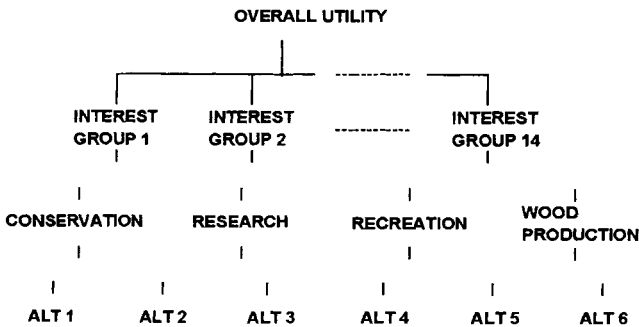 OVERALL UTILITY
INTEREST GROUP 1
INTEREST GROUP 2
INTEREST GROUP 14
CONSERVATION
RESEARCH
RECREATION
WOOD PRODUCTION
ALT 1
ALT 2
ALT 3
ALT 4
ALT 5
ALT 6